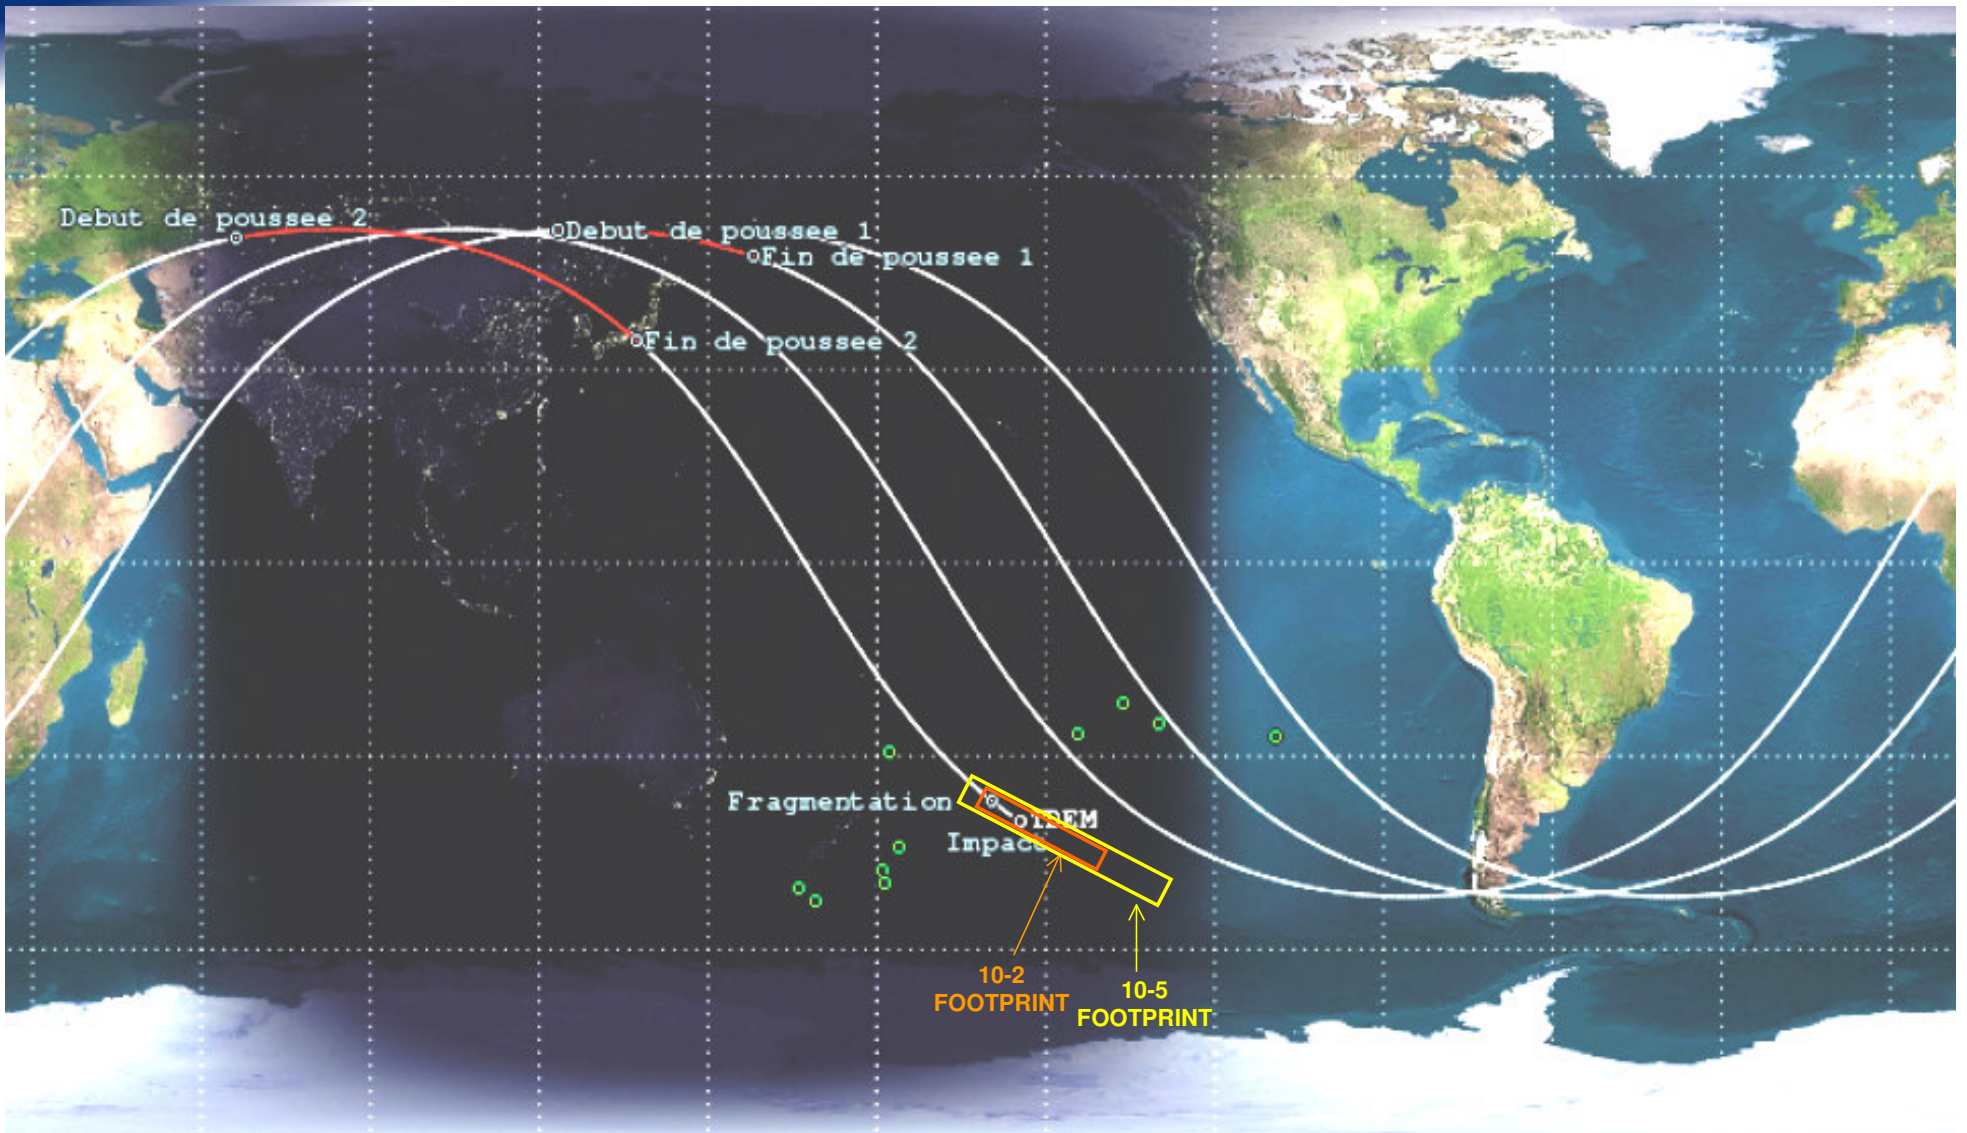 Debut de poussee 2
Debut de poussee 1
Fin de poussee 1
Fin de poussee 2
Fragmentation
TDEM
Impact
10-2
FOOTPRINT
10-5
FOOTPRINT